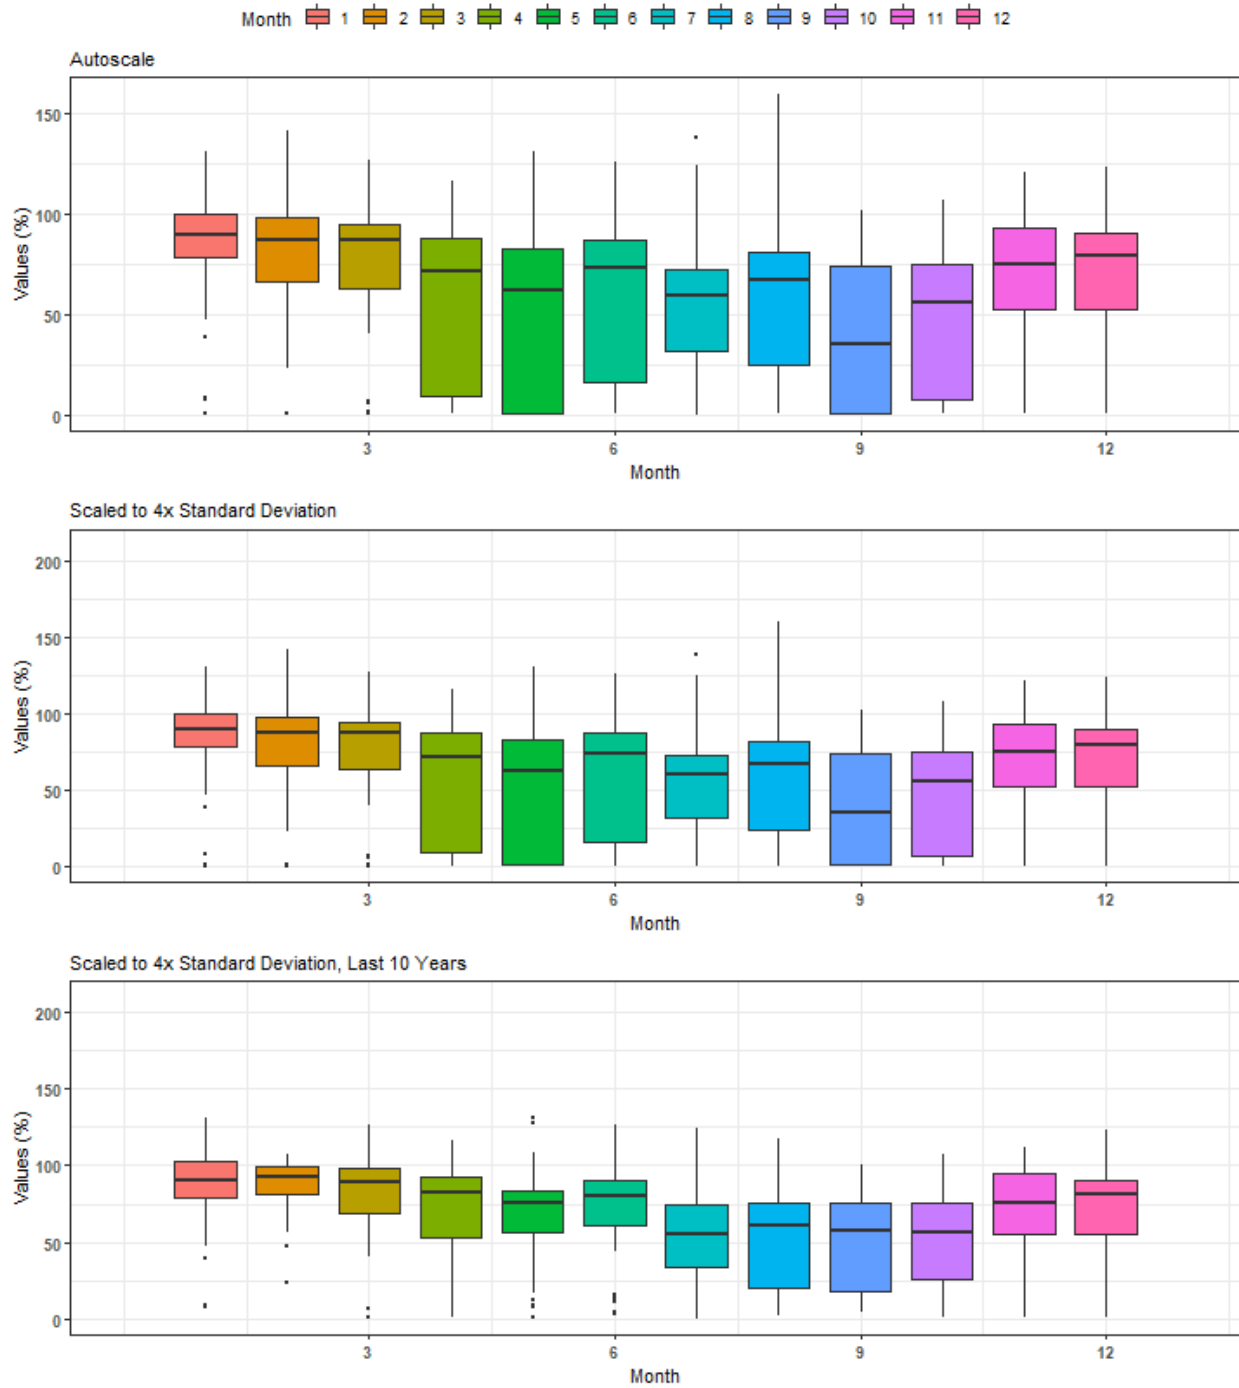 Month 1 2 3 4 5 6 7 8 9 10 11 12
Autoscale
Values (%)
150
100
50
0
3 6 9 12
Month
Scaled to 4x Standard Deviation
Values (%)
200
150
100
50
0
3 6 9 12
Month
Scaled to 4x Standard Deviation, Last 10 Years
Values (%)
200
150
100
50
0
3 6 9 12
Month